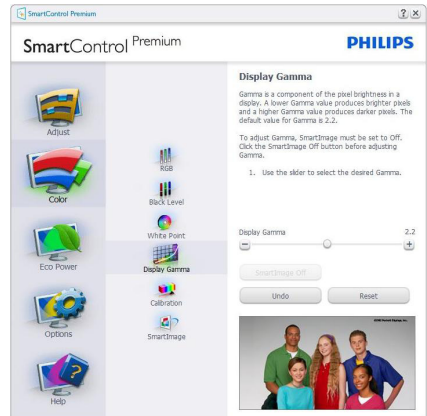 SmartControl Premium
SmartControl Premium
PHILIPS
Adjust
Color
Eco Power
Options
Help
RGB
Black Level
White Point
Display Gamma
Calibration
SmartImage
Display Gamma
Gamma is a component of the pixel brightness in a
display. A lower Gamma value produces brighter pixels
and a higher Gamma value produces darker pixels. The
default value for Gamma is 2.2.
To adjust Gamma, SmartImage must be set to Off.
Click the SmartImage Off button before adjusting
Gamma.
1. Use the slider to select the desired Gamma.
Display Gamma 2.2
SmartImage Off
Undo Reset